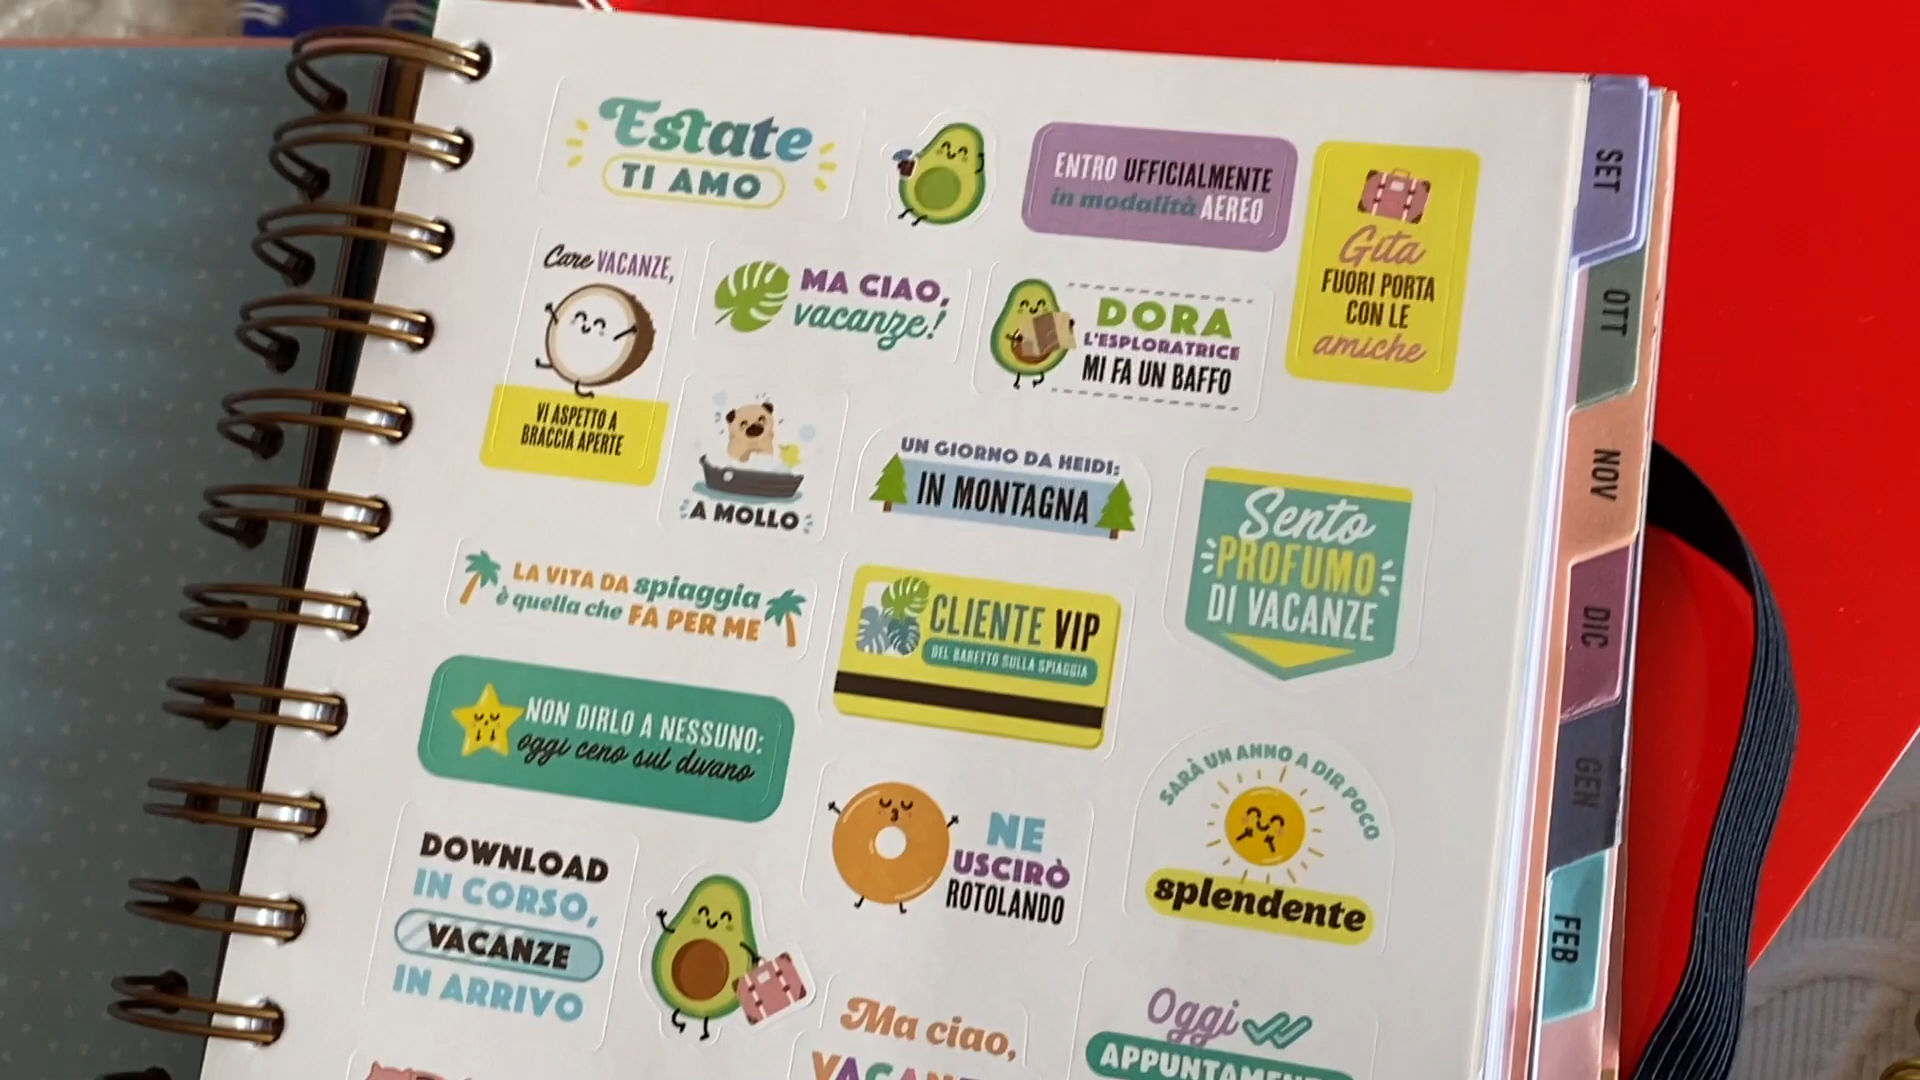 Estate
TI AMO
ENTRO UFFICIALMENTE
in modalità AEREO
Gita
FUORI PORTA
CON LE
amiche
Care VACANZE,
VI ASPETTO A
BRACCIA APERTE
MA CIAO,
vacanze!
DORA
L'ESPLORATRICE
MI FA UN BAFFO
A MOLLO
UN GIORNO DA HEIDI:
IN MONTAGNA
Sento
PROFUMO
DI VACANZE
LA VITA DA spiaggia
è quella che FA PER ME
CLIENTE VIP
DEL BARETTO SULLA SPIAGGIA
NON DIRLO A NESSUNO:
oggi ceno sul divano
SARÀ UN ANNO A DIR POCO
splendente
NE
USCIRÒ
ROTOLANDO
DOWNLOAD
IN CORSO,
VACANZE
IN ARRIVO
Ma ciao,
Oggi
SET
OTT
NOV
DIC
GEN
FEB